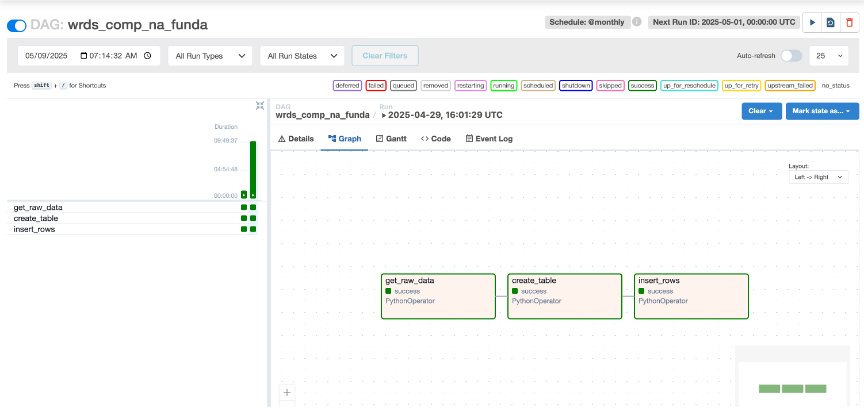 DAG: wrds_comp_na_funda
Schedule: @monthly
Next Run ID: 2025-05-01, 00:00:00 UTC
05/09/2025 07:14:32 AM
All Run Types
All Run States
Clear Filters
Auto-refresh
25
Press shift + / for Shortcuts
deferred failed queued removed restarting running scheduled shutdown skipped success up_for_reschedule up_for_retry upstream_failed no_status
Duration
09:49:37
04:54:48
00:00:00
get_raw_data
create_table
insert_rows
DAG
wrds_comp_na_funda
/
Run
2025-04-29, 16:01:29 UTC
Clear
Mark state as...
Details
Graph
Gantt
<> Code
Event Log
Layout:
Left -> Right
get_raw_data
success
PythonOperator
create_table
success
PythonOperator
insert_rows
success
PythonOperator
+